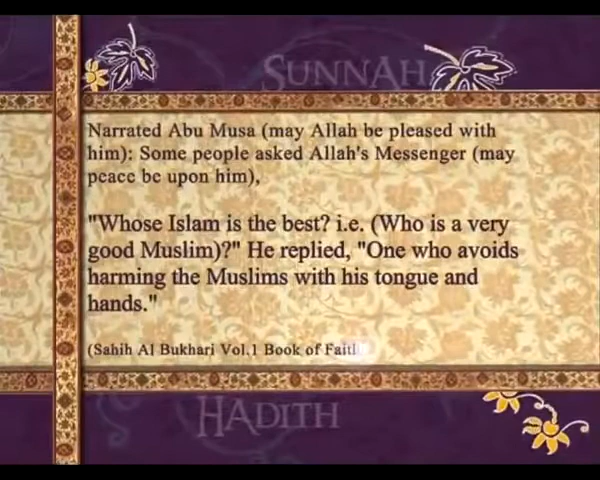 SUNNAH
Narrated Abu Musa (may Allah be pleased with
him): Some people asked Allah's Messenger (may
peace be upon him),
"Whose Islam is the best? i.e. (Who is a very
good Muslim)?" He replied, "One who avoids
harming the Muslims with his tongue and
hands."
(Sahih Al Bukhari Vol.1 Book of Fait
HADITH